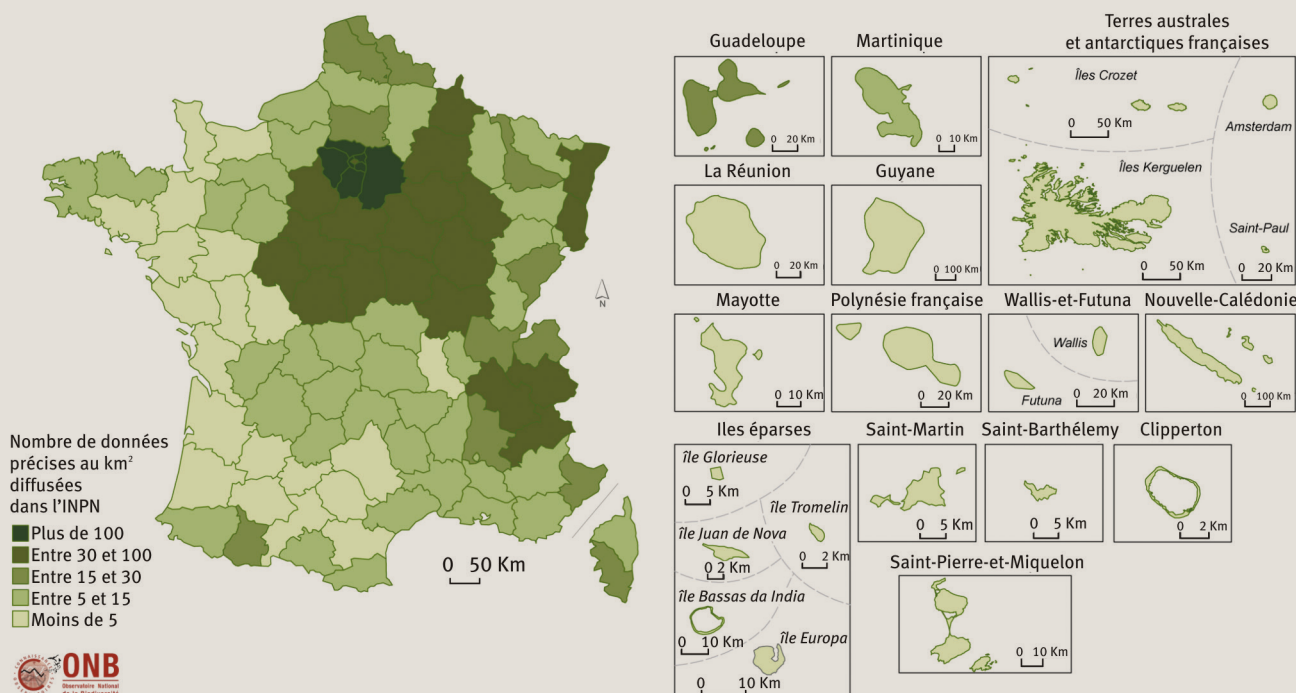 Guadeloupe
0 20 Km
Martinique
0 10 Km
Terres australes
et antarctiques françaises
Îles Crozet
0 50 Km
Amsterdam
Îles Kerguelen
0 50 Km
Saint-Paul
0 20 Km
La Réunion
0 20 Km
Guyane
0 100 Km
Mayotte
0 10 Km
Polynésie française
0 20 Km
Wallis-et-Futuna
Wallis
Futuna
0 20 Km
Nouvelle-Calédonie
0 100 Km
N
Iles éparses
île Glorieuse
0 5 Km
île Tromelin
0 2 Km
île Juan de Nova
0 2 Km
île Bassas da India
0 10 Km
île Europa
0 10 Km
Saint-Martin
0 5 Km
Saint-Barthélemy
0 5 Km
Clipperton
0 2 Km
Saint-Pierre-et-Miquelon
0 10 Km
0 50 Km
Nombre de données
précises au km²
diffusées
dans l'INPN
Plus de 100
Entre 30 et 100
Entre 15 et 30
Entre 5 et 15
Moins de 5
ONB
Observatoire National
de la Biodiversité